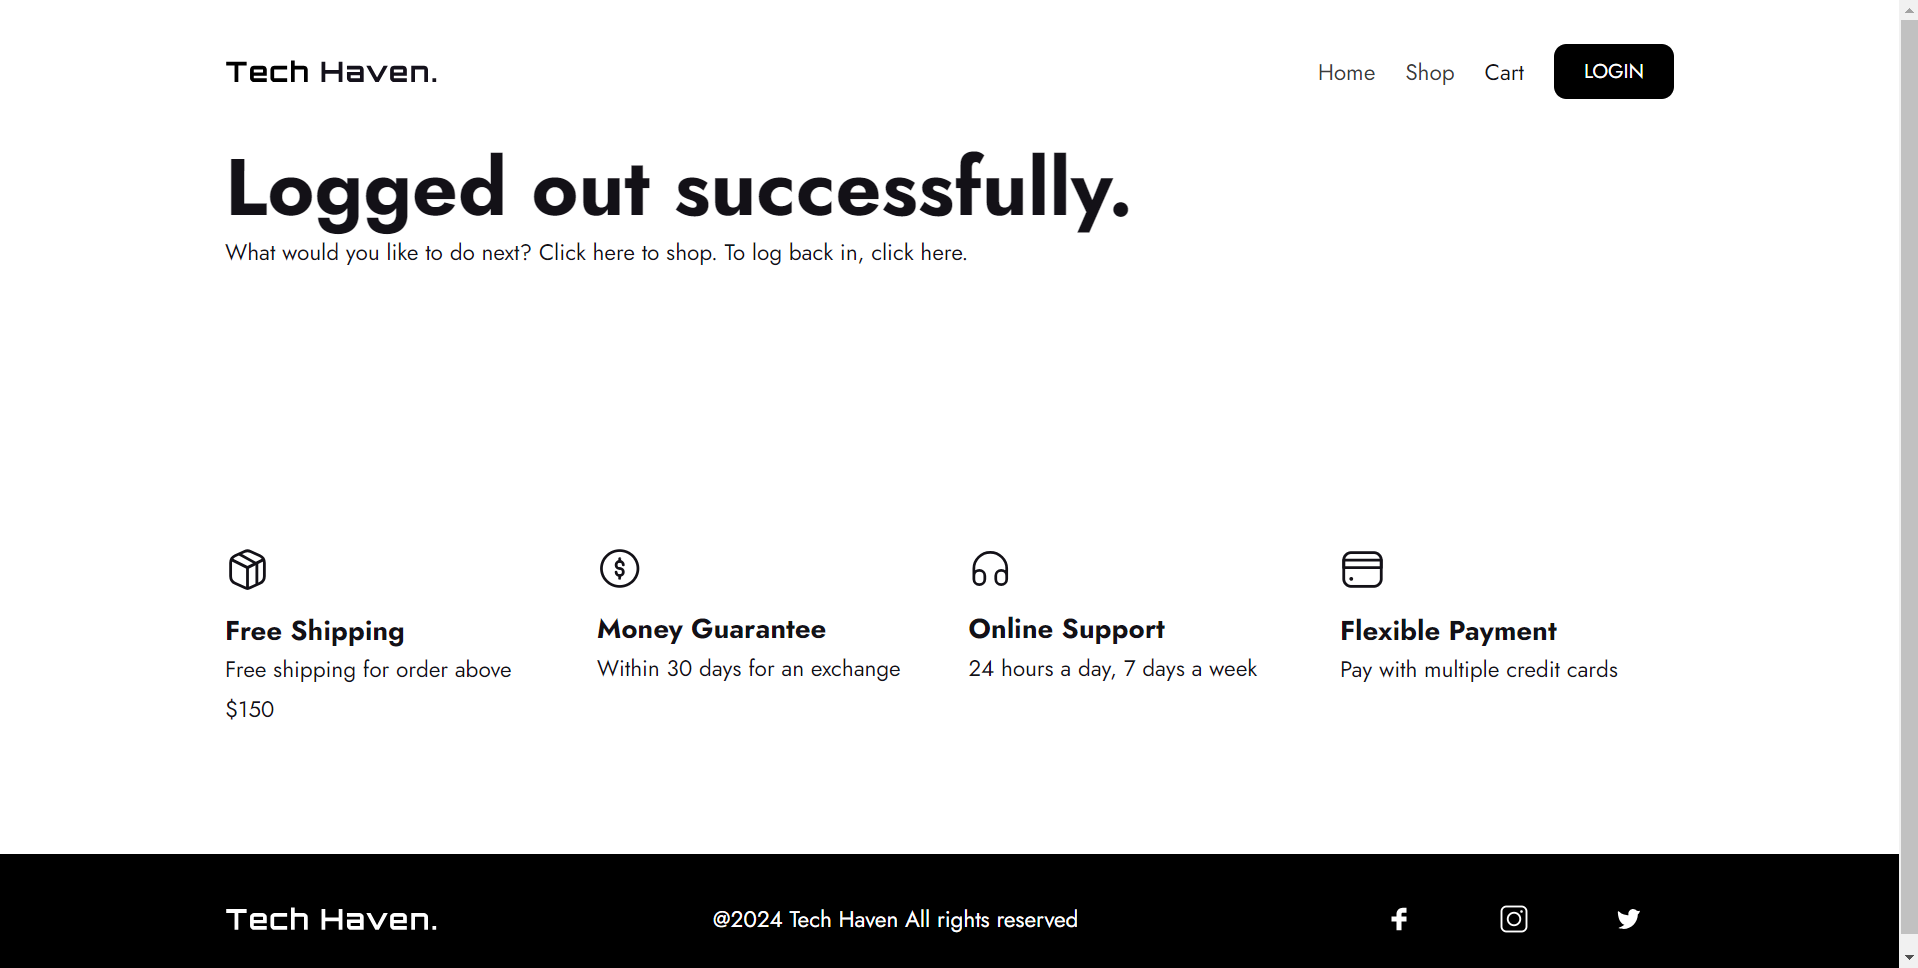 Tech Haven.
Home
Shop
Cart
LOGIN
Logged out successfully.
What would you like to do next? Click here to shop. To log back in, click here.
Free Shipping
Free shipping for order above
$150
Money Guarantee
Within 30 days for an exchange
Online Support
24 hours a day, 7 days a week
Flexible Payment
Pay with multiple credit cards
Tech Haven.
@2024 Tech Haven All rights reserved